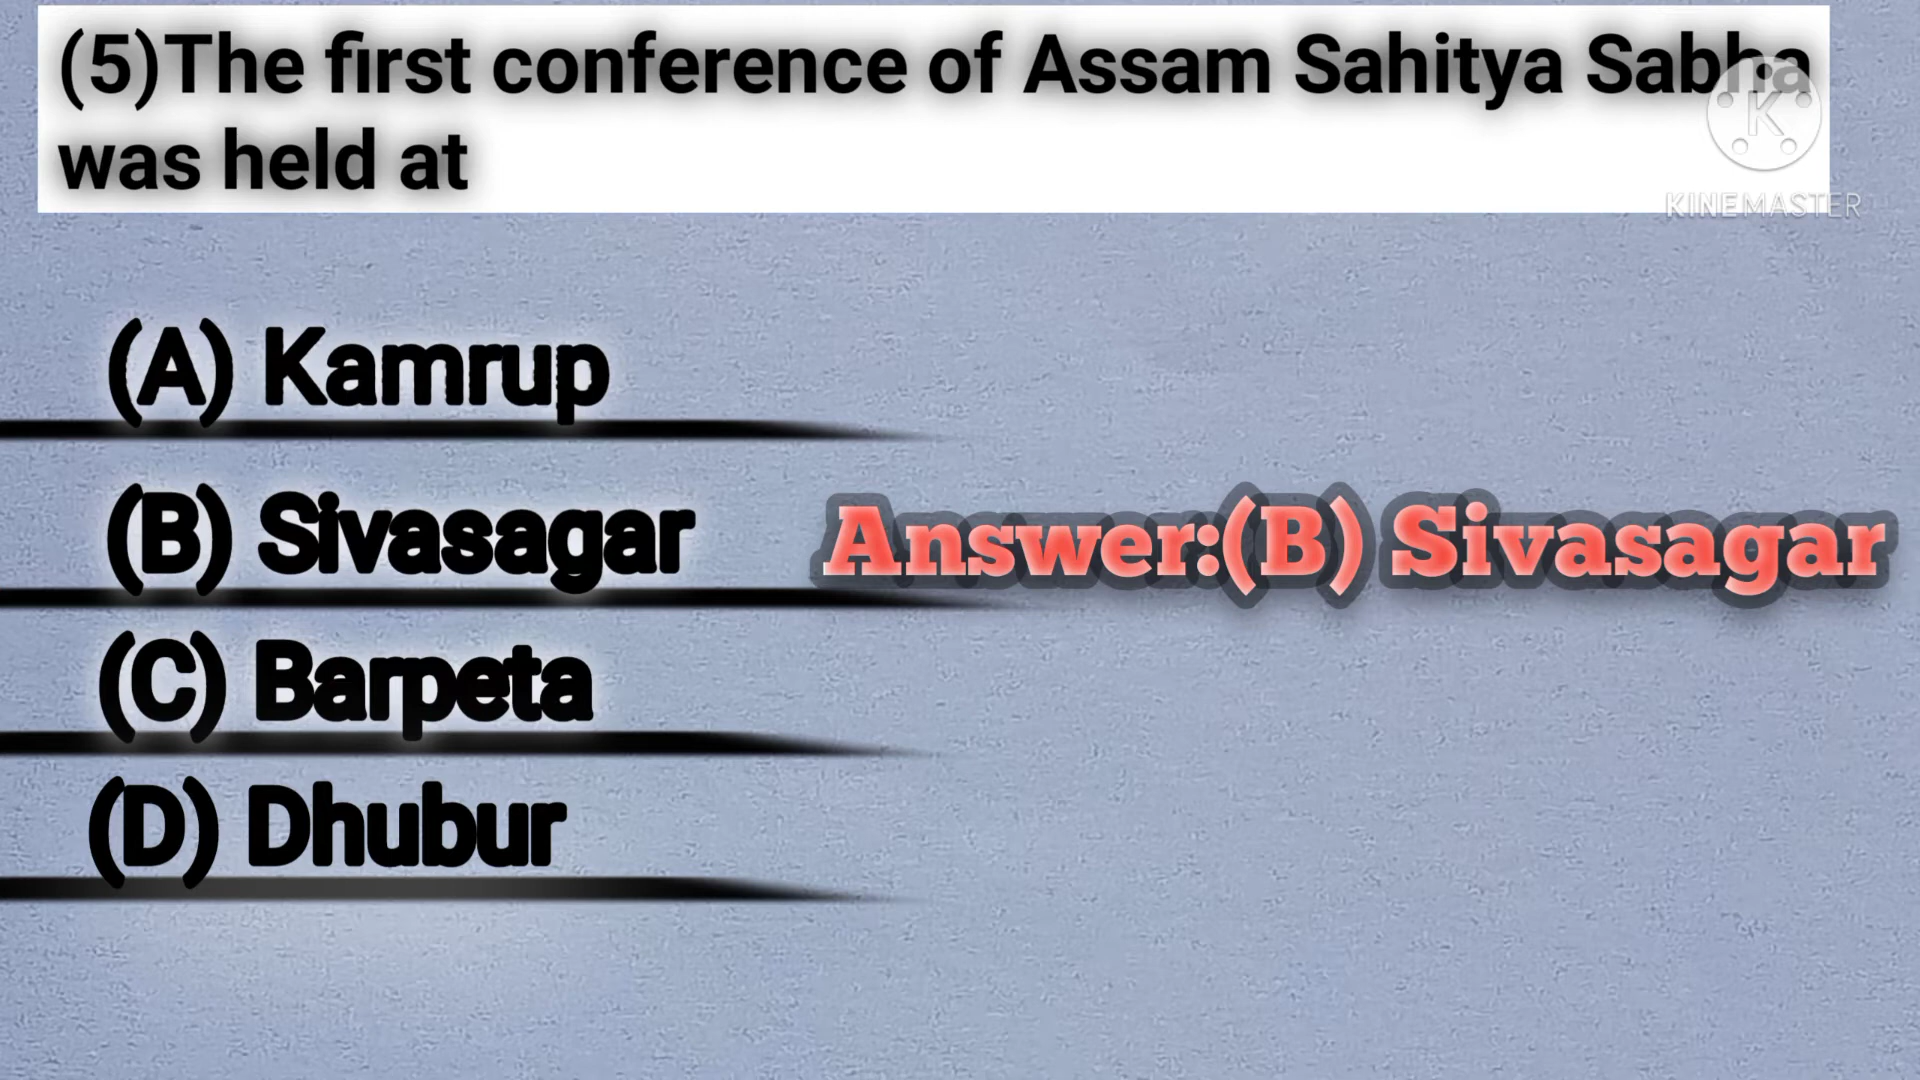 (5)The first conference of Assam Sahitya Sabha
was held at
KINEMASTER
(A) Kamrup
(B) Sivasagar
Answer:(B) Sivasagar
(C) Barpeta
(D) Dhubur